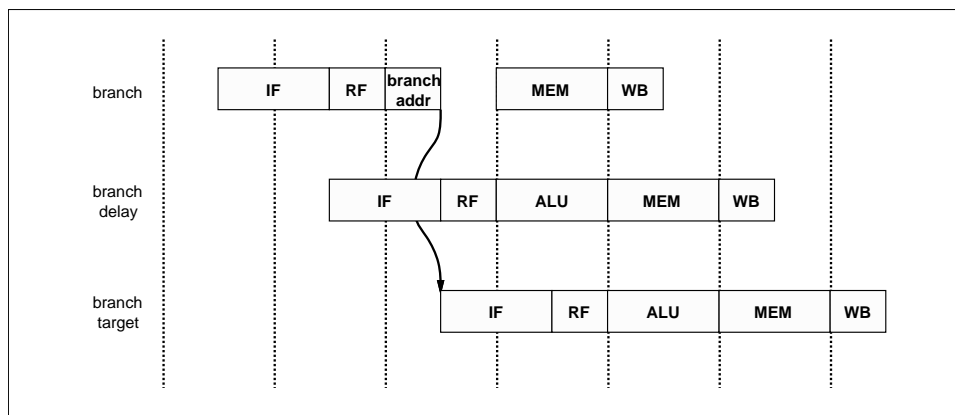 branch
IF
RF
branch
addr
MEM
WB
branch
delay
IF
RF
ALU
MEM
WB
branch
target
IF
RF
ALU
MEM
WB